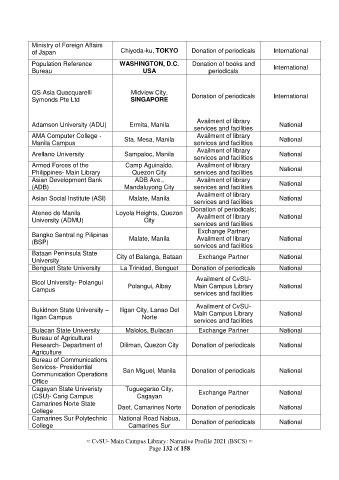 Ministry of Foreign Affairs
of Japan
Chiyoda-ku, TOKYO
Donation of periodicals
International
Population Reference
Bureau
WASHINGTON, D.C.
USA
Donation of books and
periodicals
International
QS Asia Quacquarelli
Symonds Pte Ltd
Midview City,
SINGAPORE
Donation of periodicals
International
Adamson University (ADU)
Ermita, Manila
Availment of library
services and facilities
National
AMA Computer College -
Manila Campus
Sta. Mesa, Manila
Availment of library
services and facilities
National
Arellano University
Sampaloc, Manila
Availment of library
services and facilities
National
Armed Forces of the
Philippines- Main Library
Camp Aguinaldo,
Quezon City
Availment of library
services and facilities
National
Asian Development Bank
(ADB)
ADB Ave.,
Mandaluyong City
Availment of library
services and facilities
National
Asian Social Institute (ASI)
Malate, Manila
Availment of library
services and facilities
National
Ateneo de Manila
University (ADMU)
Loyola Heights, Quezon
City
Donation of periodicals;
Availment of library
services and facilities
National
Bangko Sentral ng Pilipinas
(BSP)
Malate, Manila
Exchange Partner;
Availment of library
services and facilities
National
Bataan Peninsula State
University
City of Balanga, Bataan
Exchange Partner
National
Benguet State University
La Trinidad, Benguet
Donation of periodicals
National
Bicol University- Polangui
Campus
Polangui, Albay
Availment of CvSU-
Main Campus Library
services and facilities
National
Bukidnon State University –
Iligan Campus
Iligan City, Lanao Del
Norte
Availment of CvSU-
Main Campus Library
services and facilities
National
Bulacan State University
Malolos, Bulacan
Exchange Partner
National
Bureau of Agricultural
Research- Department of
Agriculture
Diliman, Quezon City
Donation of periodicals
National
Bureau of Communications
Services- Presidential
Communication Operations
Office
San Miguel, Manila
Donation of periodicals
National
Cagayan State Univeristy
(CSU)- Carig Campus
Tuguegarao City,
Cagayan
Exchange Partner
National
Camarines Norte State
College
Daet, Camarines Norte
Donation of periodicals
National
Camarines Sur Polytechnic
College
National Road Nabua,
Camarines Sur
Donation of periodicals
National
= CvSU- Main Campus Library: Narrative Profile 2021 (BSCS) =
Page 132 of 158